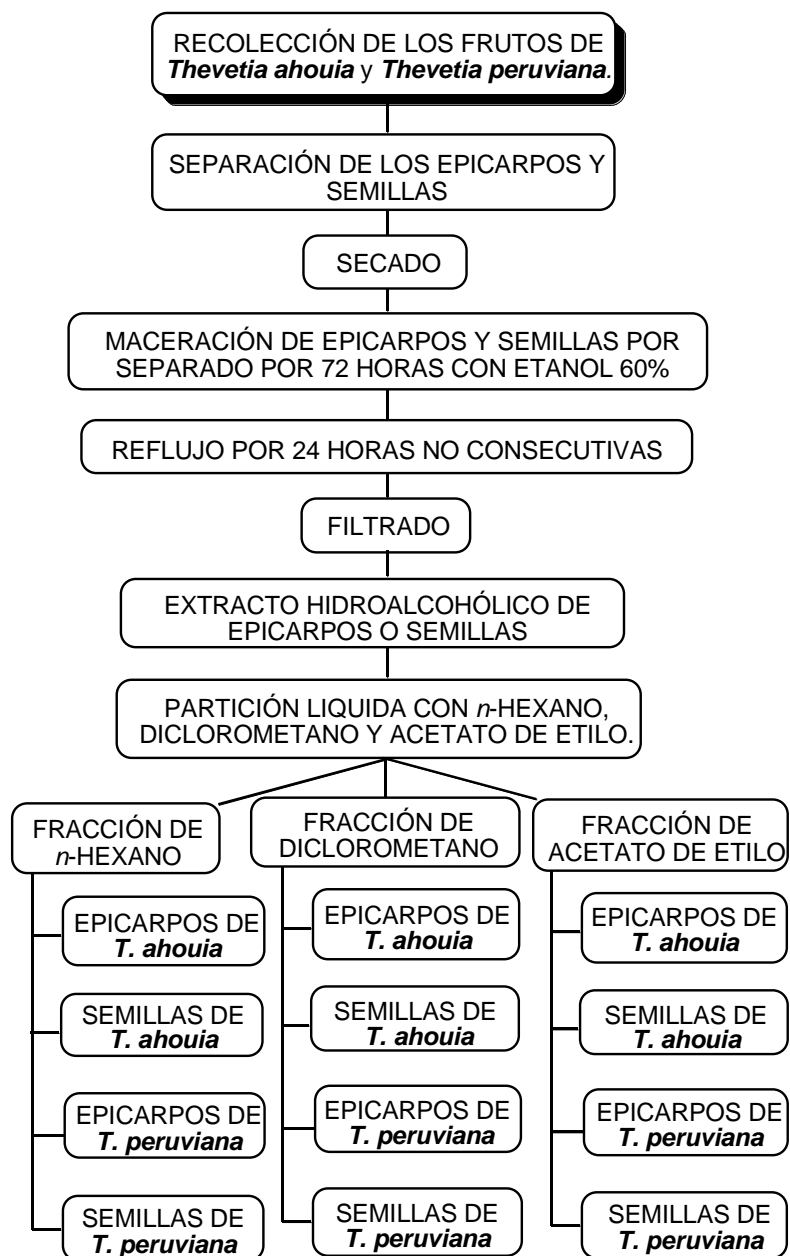 RECOLECCIÓN DE LOS FRUTOS DE
Thevetia ahouia y Thevetia peruviana.
SEPARACIÓN DE LOS EPICARPOS Y
SEMILLAS
SECADO
MACERACIÓN DE EPICARPOS Y SEMILLAS POR
SEPARADO POR 72 HORAS CON ETANOL 60%
REFLUJO POR 24 HORAS NO CONSECUTIVAS
FILTRADO
EXTRACTO HIDROALCOHÓLICO DE
EPICARPOS O SEMILLAS
PARTICIÓN LIQUIDA CON n-HEXANO,
DICLOROMETANO Y ACETATO DE ETILO.
FRACCIÓN DE
n-HEXANO
EPICARPOS DE
T. ahouia
SEMILLAS DE
T. ahouia
EPICARPOS DE
T. peruviana
SEMILLAS DE
T. peruviana
FRACCIÓN DE
DICLOROMETANO
EPICARPOS DE
T. ahouia
SEMILLAS DE
T. ahouia
EPICARPOS DE
T. peruviana
SEMILLAS DE
T. peruviana
FRACCIÓN DE
ACETATO DE ETILO
EPICARPOS DE
T. ahouia
SEMILLAS DE
T. ahouia
EPICARPOS DE
T. peruviana
SEMILLAS DE
T. peruviana